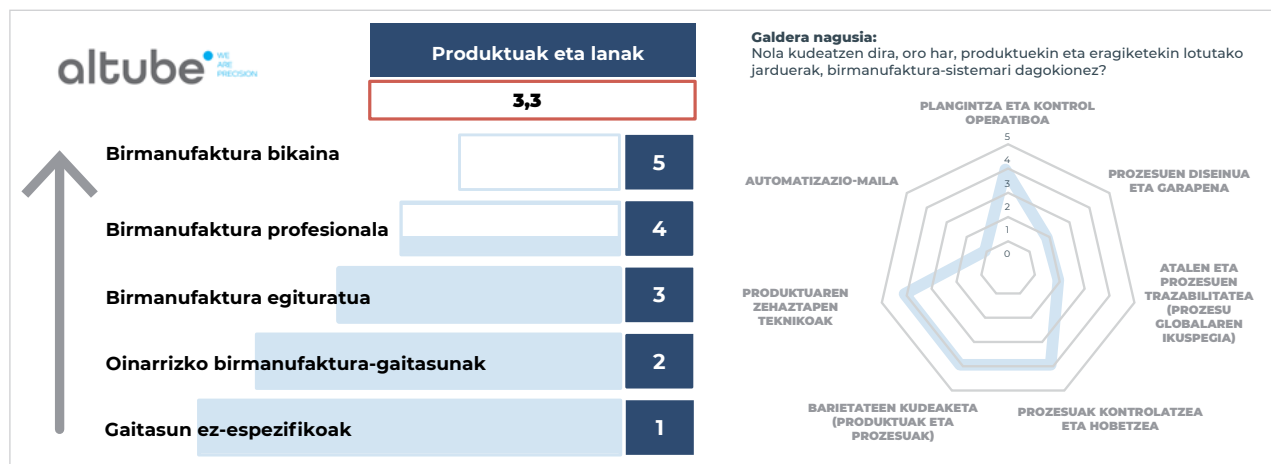 altube
WE
ARE
PRECISION
Produktuak eta lanak
3,3
Birmanufaktura bikaina
5
Birmanufaktura profesionala
4
Birmanufaktura egituratua
3
Oinarrizko birmanufaktura-gaitasunak
2
Gaitasun ez-espezifikoak
1
Galdera nagusia:
Nola kudeatzen dira, oro har, produktuekin eta eragiketekin lotutako
jarduerak, birmanufaktura-sistemari dagokionez?
PLANGINTZA ETA KONTROL
OPERATIBOA
5
4
3
2
1
0
PROZESUEN DISEINUA
ETA GARAPENA
ATALEN ETA
PROZESUEN
TRAZABILITATEA
(PROZESU
GLOBALAREN
IKUSPEGIA)
PROZESUAK KONTROLATZEA
ETA HOBETZEA
BARIETATEEN KUDEAKETA
(PRODUKTUAK ETA
PROZESUAK)
PRODUKTUAREN
ZEHAZTAPEN
TEKNIKOAK
AUTOMATIZAZIO-MAILA